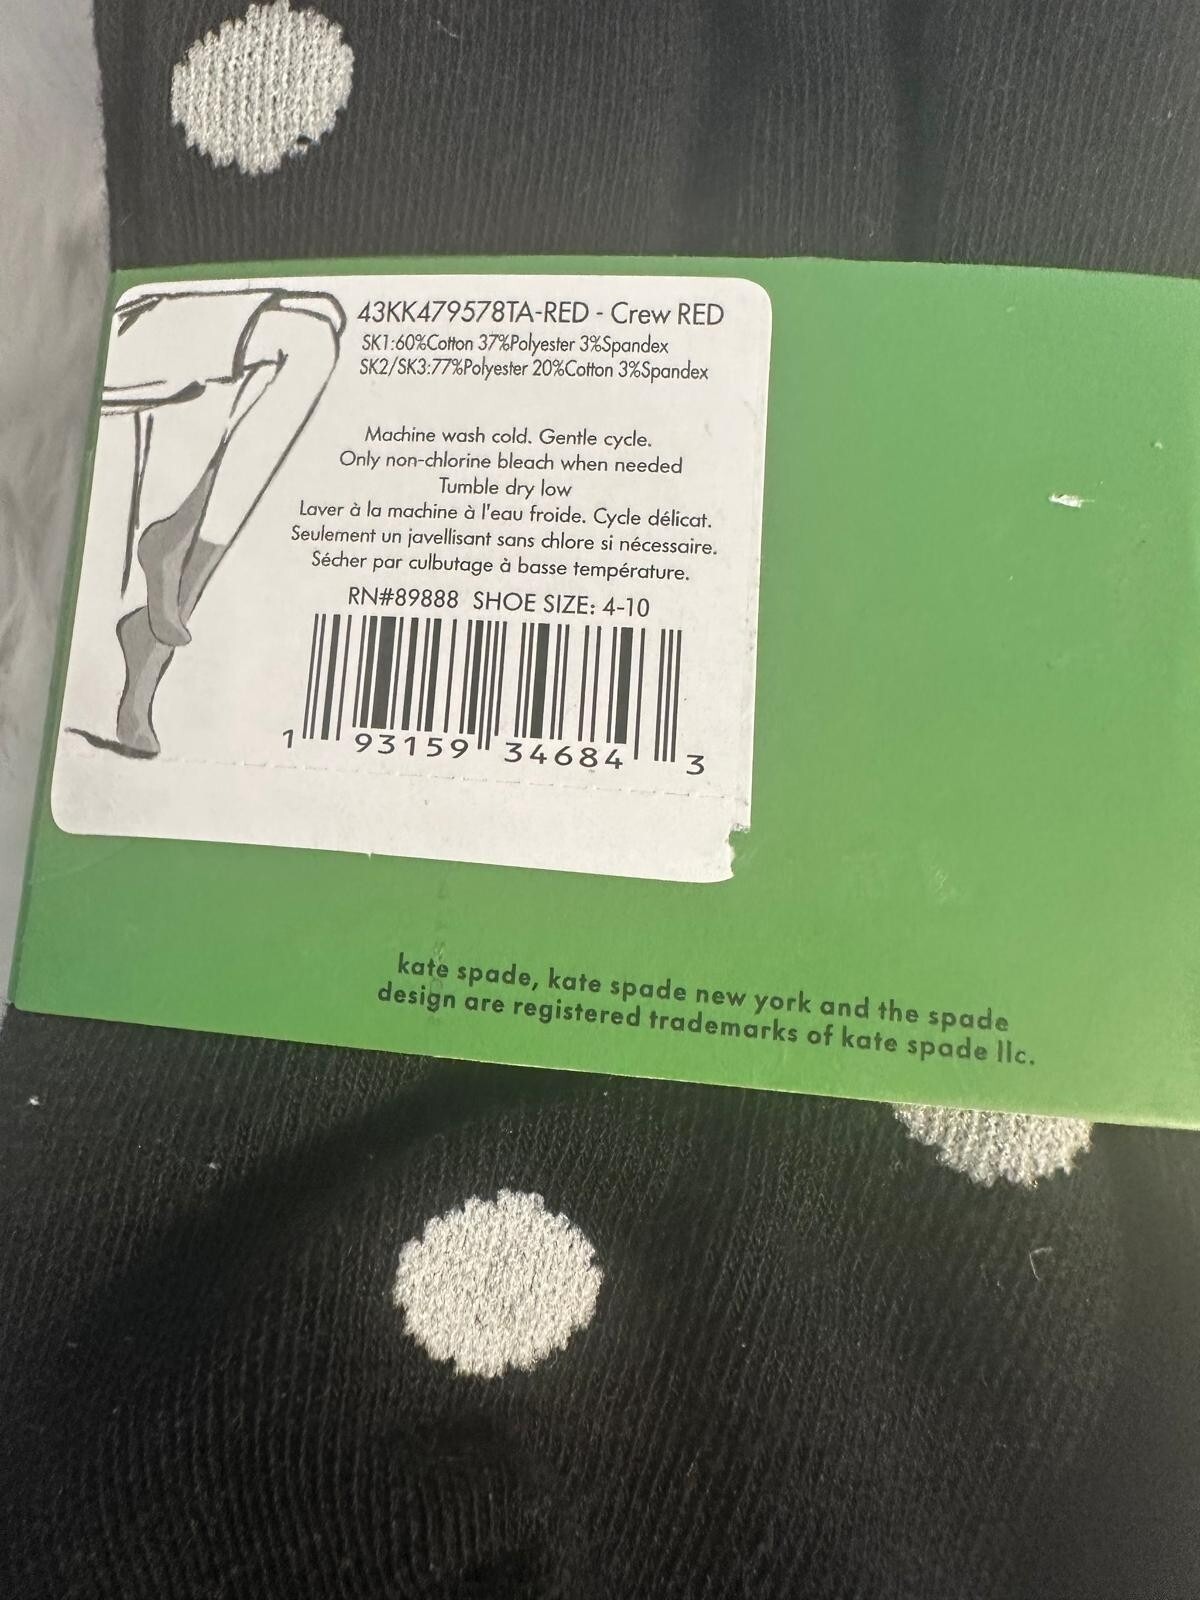 43KK479578TA-RED - Crew RED
SK1:60%Cotton 37%Polyester 3%Spandex
SK2/SK3:77%Polyester 20%Cotton 3%Spandex
Machine wash cold. Gentle cycle.
Only non-chlorine bleach when needed
Tumble dry low
Laver à la machine à l'eau froide. Cycle délicat.
Seulement un javellisant sans chlore si nécessaire.
Sécher par culbutage à basse température.
RN#89888 SHOE SIZE: 4-10
1 93159 34684 3
kate spade, kate spade new york and the spade
design are registered trademarks of kate spade llc.